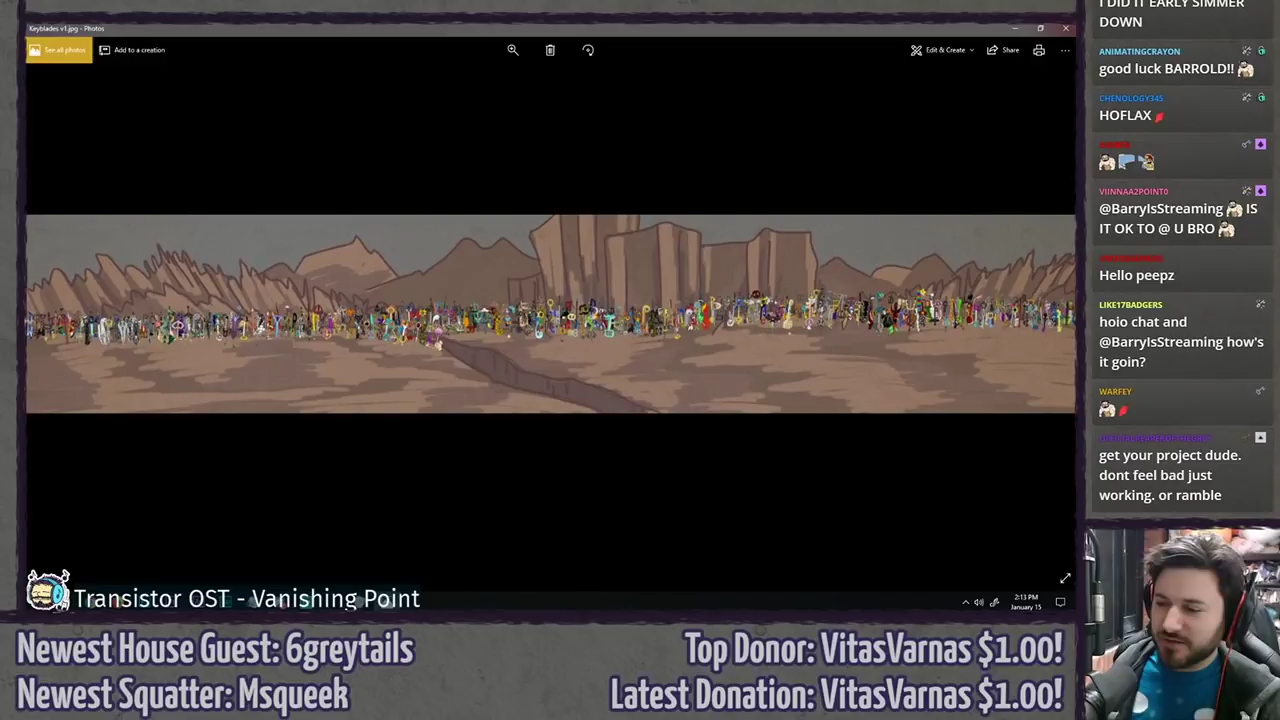 Keyblades v1.jpg - Photos
See all photos
Add to a creation
Edit & Create
Share
I DID IT EARLY SIMMER
DOWN
ANIMATINGCRAYON
good luck BARROLD!!
CHENOLOGY345
HOFLAX
VIINNAA2POINT0
@BarryIsStreaming IS
IT OK TO @ U BRO
Hello peepz
LIKE17BADGERS
hoio chat and
@BarryIsStreaming how's
it goin?
WARFEY
get your project dude.
dont feel bad just
working. or ramble
Transistor OST - Vanishing Point
2:13 PM
January 15
Newest House Guest: 6greytails
Newest Squatter: Msqueek
Top Donor: VitasVarnas $1.00!
Latest Donation: VitasVarnas $1.00!